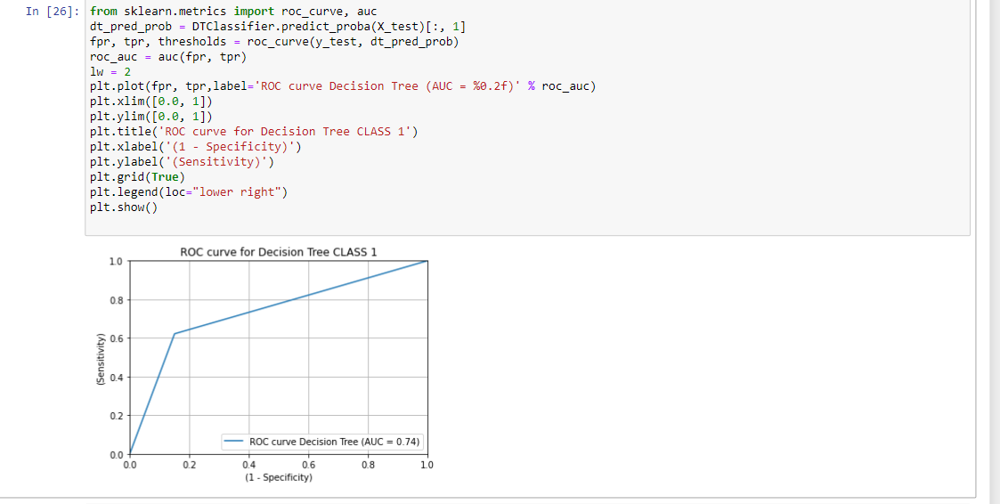 In [26]: from sklearn.metrics import roc_curve, auc
dt_pred_prob = DTClassifier.predict_proba(X_test)[:, 1]
fpr, tpr, thresholds = roc_curve(y_test, dt_pred_prob)
roc_auc = auc(fpr, tpr)
lw = 2
plt.plot(fpr, tpr,label='ROC curve Decision Tree (AUC = %0.2f)' % roc_auc)
plt.xlim([0.0, 1])
plt.ylim([0.0, 1])
plt.title('ROC curve for Decision Tree CLASS 1')
plt.xlabel('(1 - Specificity)')
plt.ylabel('(Sensitivity)')
plt.grid(True)
plt.legend(loc="lower right")
plt.show()
ROC curve for Decision Tree CLASS 1
1.0
0.8
0.6
0.4
0.2
0.0
(Sensitivity)
ROC curve Decision Tree (AUC = 0.74)
0.0 0.2 0.4 0.6 0.8 1.0
(1 - Specificity)